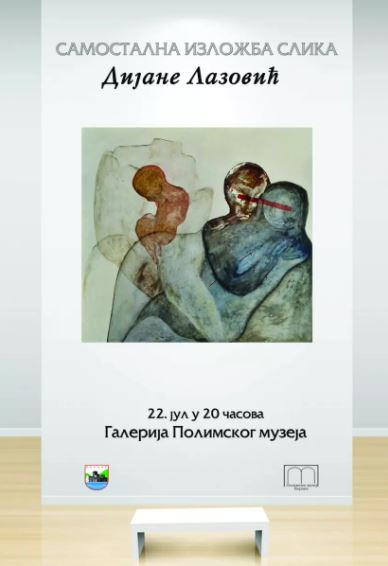 САМОСТАЛНА ИЗЛОЖБА СЛИКА
Дијане Лазовић
22. јул у 20 часова
Галерија Полимског музеја